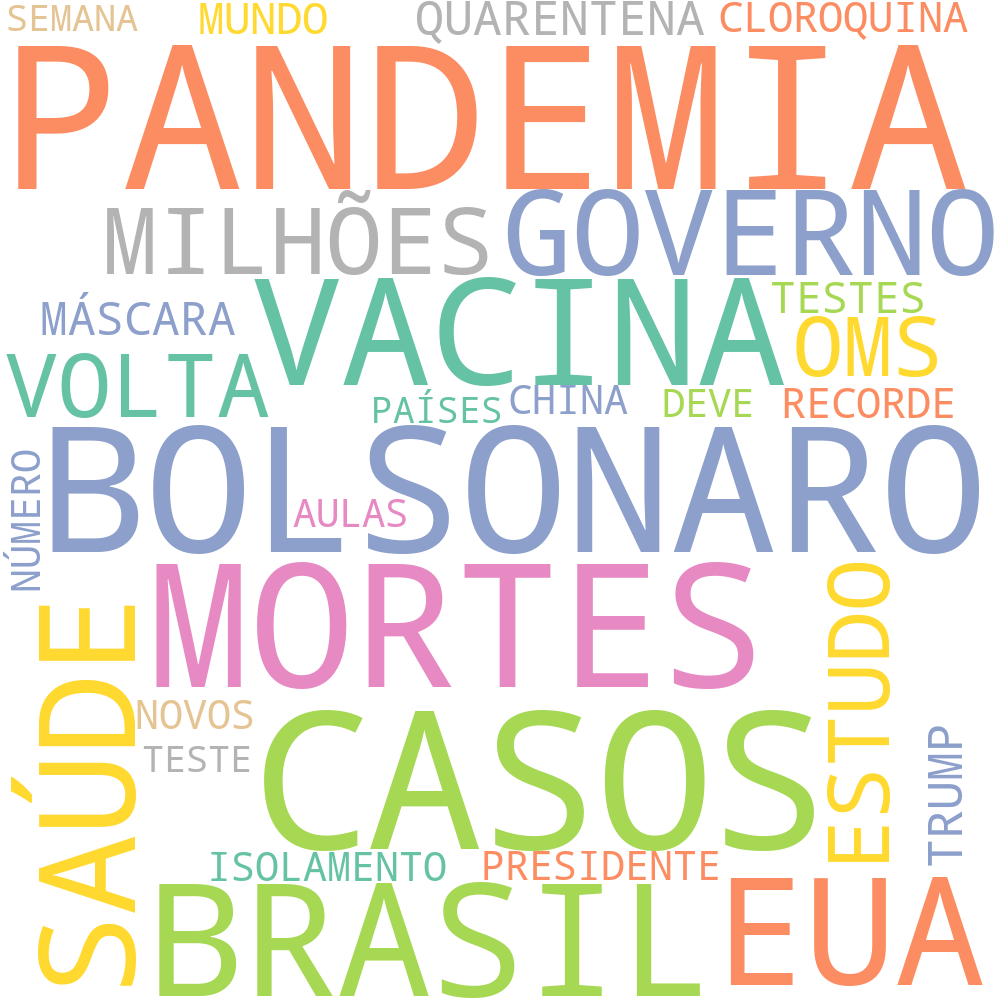 SEMANA
MUNDO
QUARENTENA
CLOROQUINA
PANDEMIA
MILHÕES
GOVERNO
MÁSCARA
VACINA
TESTES
OMS
VOLTA
PAÍSES
CHINA
DEVE
RECORDE
NÚMERO
BOLSONARO
AULAS
MORTES
ESTUDO
SAÚDE
NOVOS
TESTE
CASOS
TRUMP
ISOLAMENTO
PRESIDENTE
BRASIL
EUA